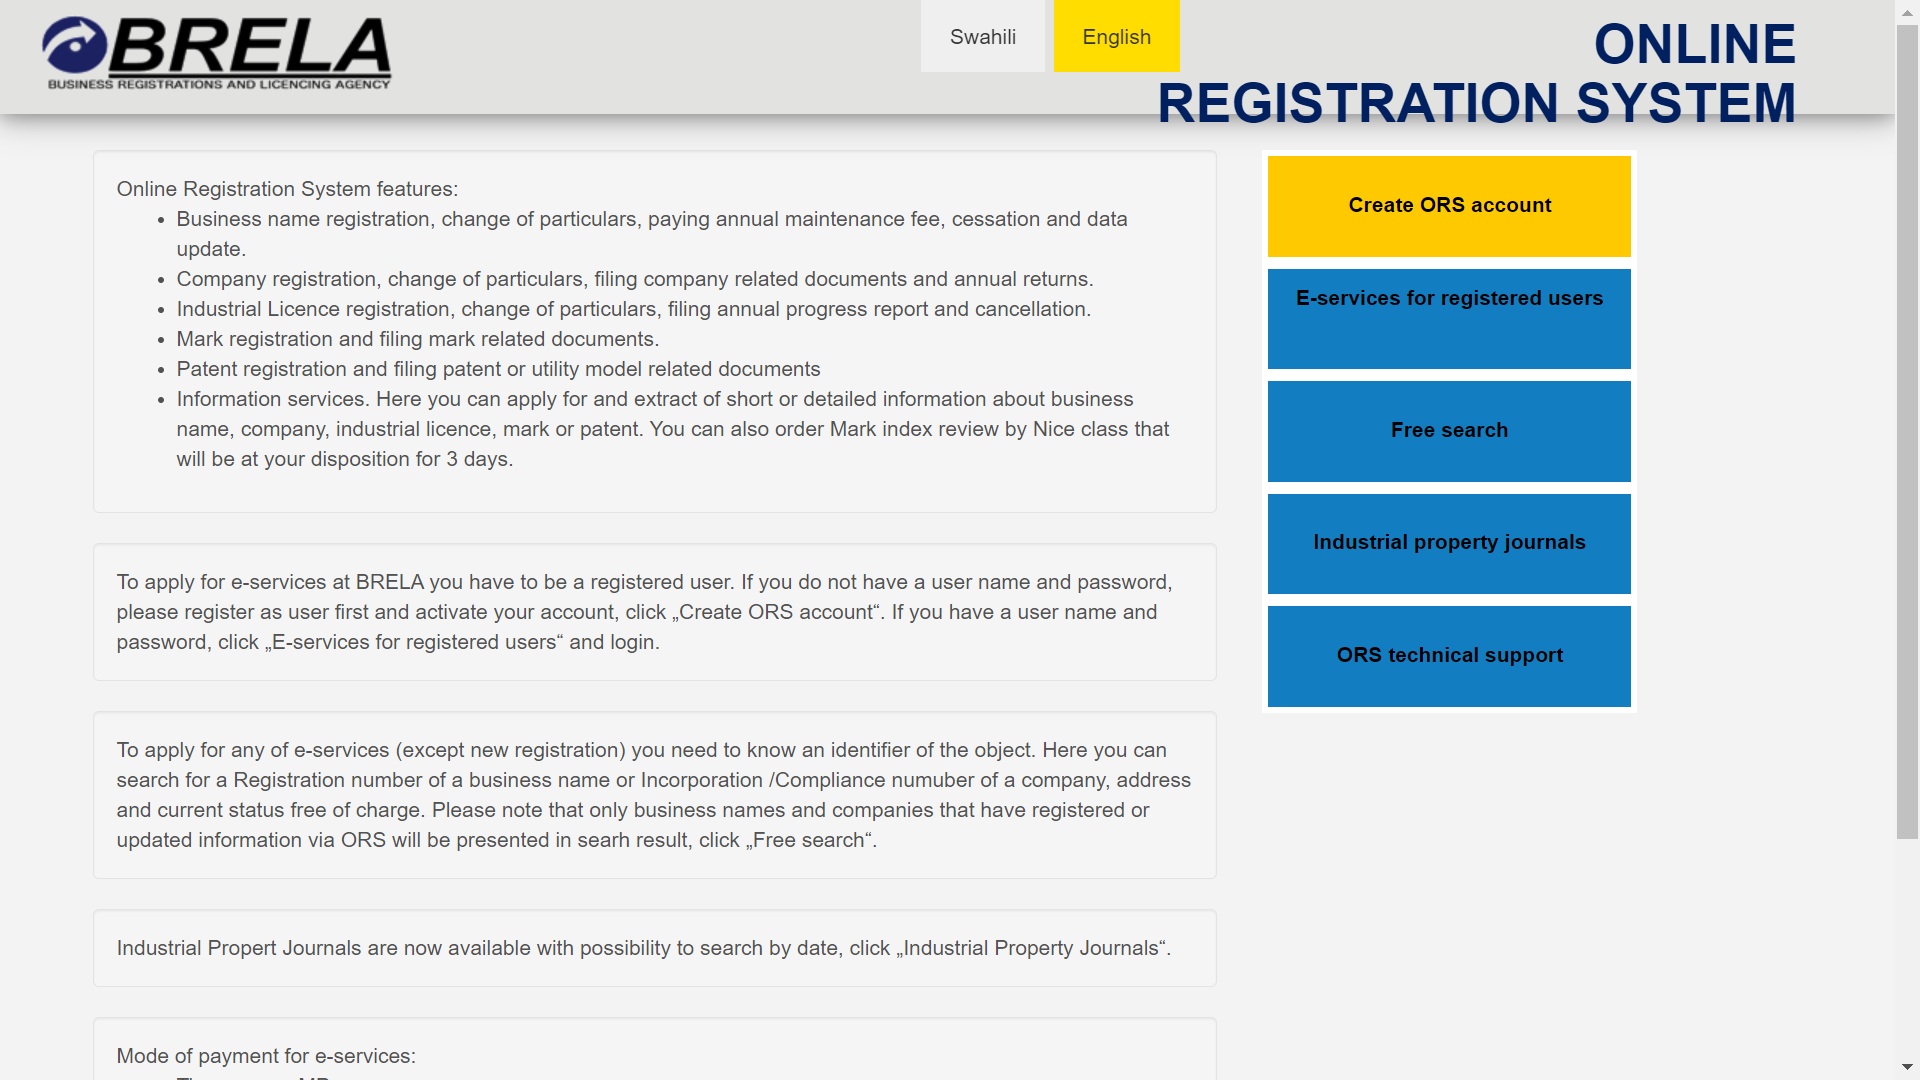 BRELA
BUSINESS REGISTRATIONS AND LICENCING AGENCY
Swahili
English
ONLINE
REGISTRATION SYSTEM
Online Registration System features:
Business name registration, change of particulars, paying annual maintenance fee, cessation and data
update.
Company registration, change of particulars, filing company related documents and annual returns.
Industrial Licence registration, change of particulars, filing annual progress report and cancellation.
Mark registration and filing mark related documents.
Patent registration and filing patent or utility model related documents
Information services. Here you can apply for and extract of short or detailed information about business
name, company, industrial licence, mark or patent. You can also order Mark index review by Nice class that
will be at your disposition for 3 days.
To apply for e-services at BRELA you have to be a registered user. If you do not have a user name and password,
please register as user first and activate your account, click „Create ORS account“. If you have a user name and
password, click „E-services for registered users“ and login.
To apply for any of e-services (except new registration) you need to know an identifier of the object. Here you can
search for a Registration number of a business name or Incorporation /Compliance numuber of a company, address
and current status free of charge. Please note that only business names and companies that have registered or
updated information via ORS will be presented in searh result, click „Free search“.
Industrial Propert Journals are now available with possibility to search by date, click „Industrial Property Journals“.
Mode of payment for e-services:
Create ORS account
E-services for registered users
Free search
Industrial property journals
ORS technical support